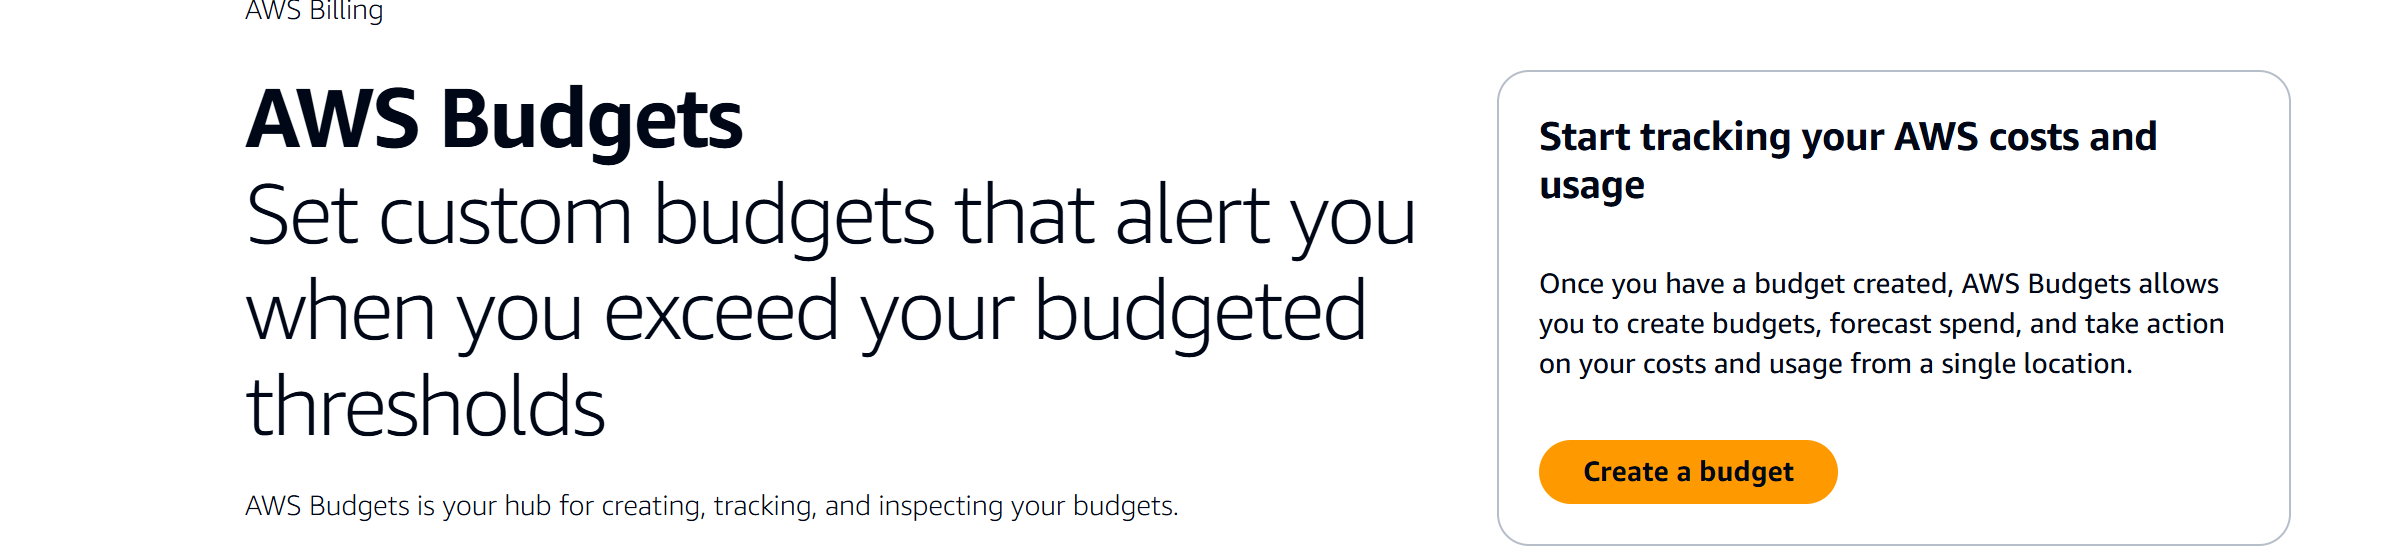 AWS Billing
AWS Budgets
Set custom budgets that alert you
when you exceed your budgeted
thresholds
AWS Budgets is your hub for creating, tracking, and inspecting your budgets.
Start tracking your AWS costs and
usage
Once you have a budget created, AWS Budgets allows
you to create budgets, forecast spend, and take action
on your costs and usage from a single location.
Create a budget